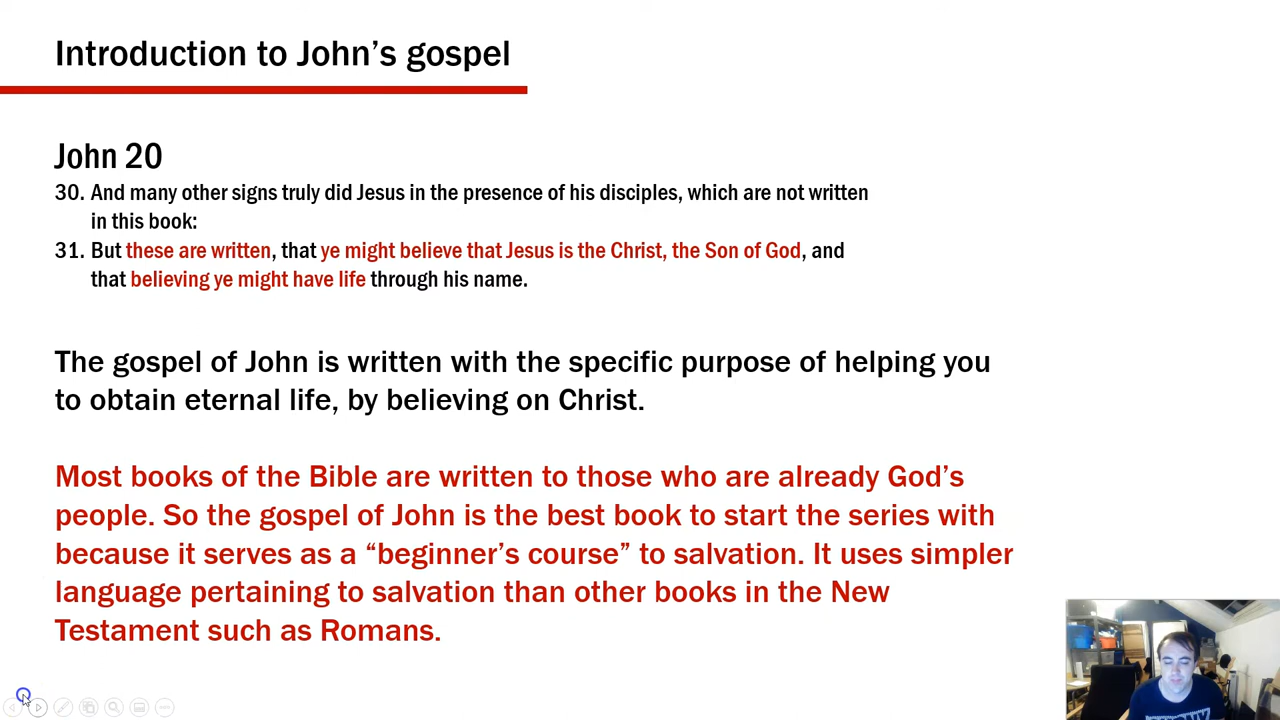 Introduction to John’s gospel
John 20
30. And many other signs truly did Jesus in the presence of his disciples, which are not written
in this book:
31. But these are written, that ye might believe that Jesus is the Christ, the Son of God, and
that believing ye might have life through his name.
The gospel of John is written with the specific purpose of helping you
to obtain eternal life, by believing on Christ.
Most books of the Bible are written to those who are already God’s
people. So the gospel of John is the best book to start the series with
because it serves as a “beginner’s course” to salvation. It uses simpler
language pertaining to salvation than other books in the New
Testament such as Romans.